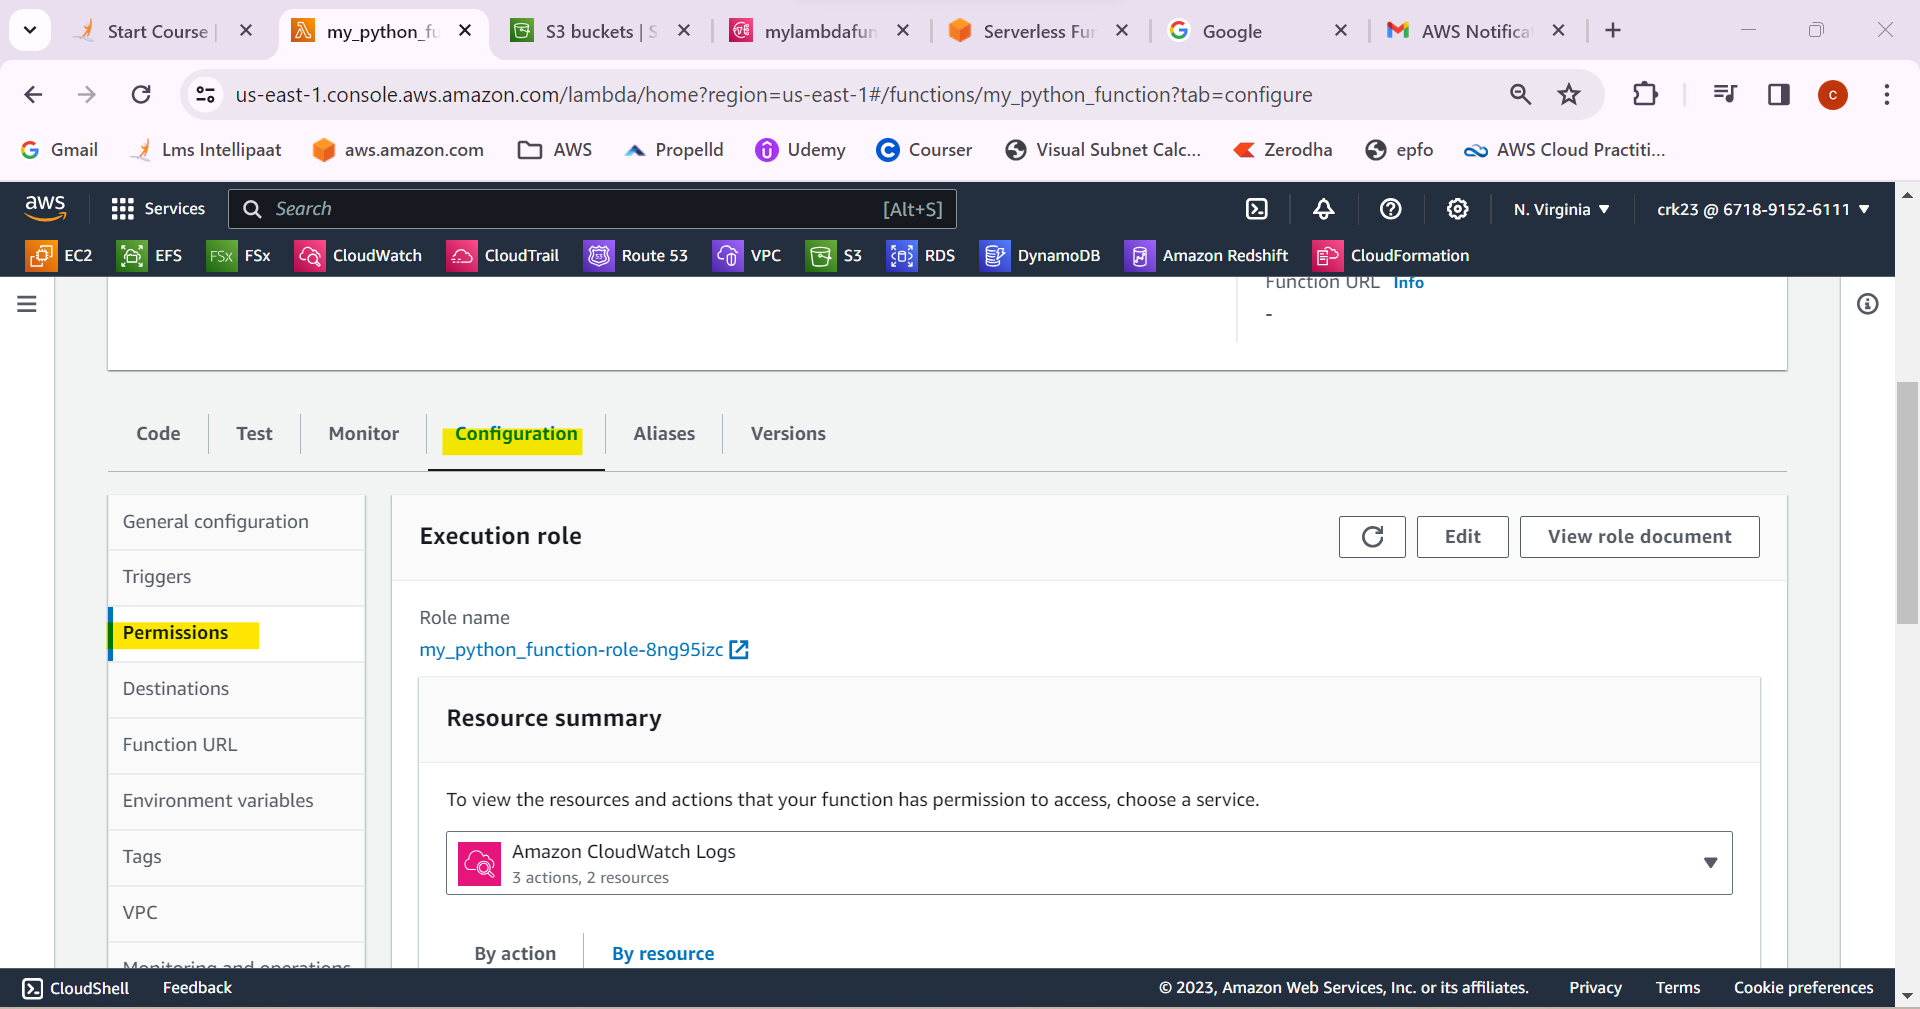 Start Course |
my_python_fu
S3 buckets | S
mylambdafun
Serverless Fun
Google
AWS Notifica
us-east-1.console.aws.amazon.com/lambda/home?region=us-east-1#/functions/my_python_function?tab=configure
C
Gmail
Lms Intellipaat
aws.amazon.com
AWS
Propelld
Udemy
Courser
Visual Subnet Calc...
Zerodha
epfo
AWS Cloud Practiti...
aws
Services
Search
[Alt+S]
N. Virginia
crk23 @ 6718-9152-6111
EC2
EFS
FSx
FSx
CloudWatch
CloudTrail
53
Route 53
VPC
S3
RDS
DynamoDB
Amazon Redshift
CloudFormation
Function URL Info
-
Code
Test
Monitor
Configuration
Aliases
Versions
General configuration
Triggers
Permissions
Destinations
Function URL
Environment variables
Tags
VPC
Monitoring and operations
Execution role
Edit
View role document
Role name
my_python_function-role-8ng95izc
Resource summary
To view the resources and actions that your function has permission to access, choose a service.
Amazon CloudWatch Logs
3 actions, 2 resources
By action
By resource
CloudShell
Feedback
© 2023, Amazon Web Services, Inc. or its affiliates.
Privacy
Terms
Cookie preferences